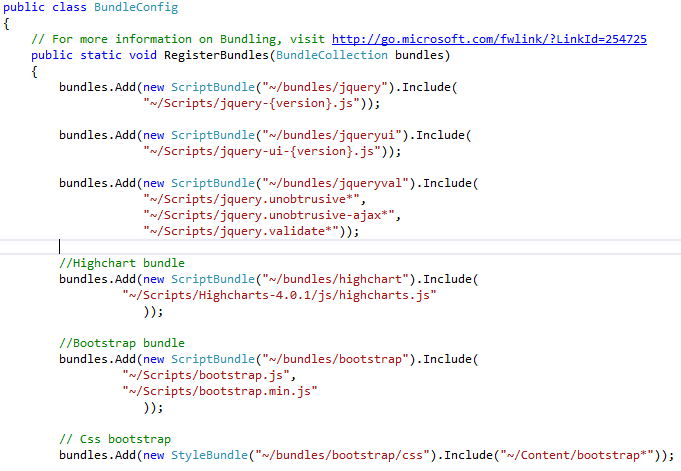 public class BundleConfig
{
// For more information on Bundling, visit http://go.microsoft.com/fwlink/?LinkId=254725
public static void RegisterBundles(BundleCollection bundles)
{
bundles.Add(new ScriptBundle("~/bundles/jquery").Include(
"~/Scripts/jquery-{version}.js"));
bundles.Add(new ScriptBundle("~/bundles/jqueryui").Include(
"~/Scripts/jquery-ui-{version}.js"));
bundles.Add(new ScriptBundle("~/bundles/jqueryval").Include(
"~/Scripts/jquery.unobtrusive*",
"~/Scripts/jquery.unobtrusive-ajax*",
"~/Scripts/jquery.validate*"));
//Highchart bundle
bundles.Add(new ScriptBundle("~/bundles/highchart").Include(
"~/Scripts/Highcharts-4.0.1/js/highcharts.js"
));
//Bootstrap bundle
bundles.Add(new ScriptBundle("~/bundles/bootstrap").Include(
"~/Scripts/bootstrap.js",
"~/Scripts/bootstrap.min.js"
));
// Css bootstrap
bundles.Add(new StyleBundle("~/bundles/bootstrap/css").Include("~/Content/bootstrap*"));